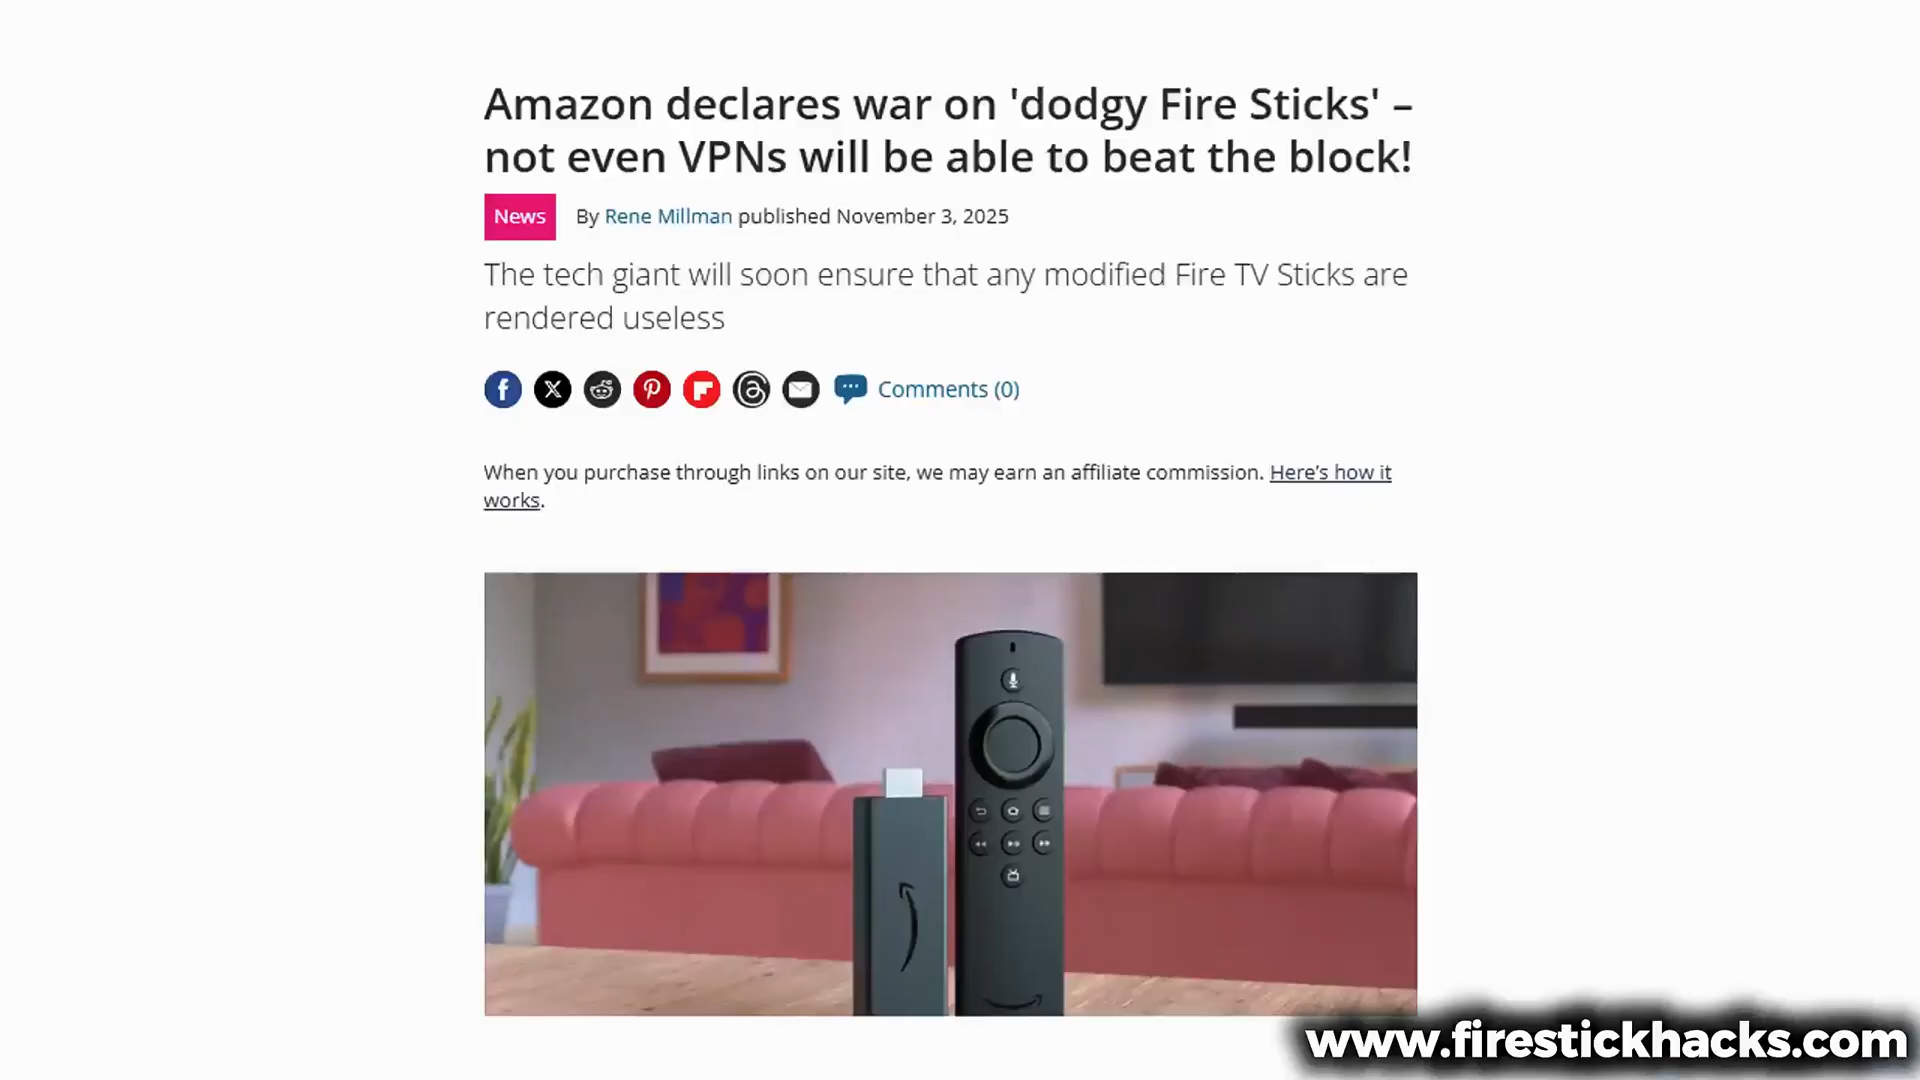 Amazon declares war on 'dodgy Fire Sticks' –
not even VPNs will be able to beat the block!
News By Rene Millman published November 3, 2025
The tech giant will soon ensure that any modified Fire TV Sticks are
rendered useless
Comments (0)
When you purchase through links on our site, we may earn an affiliate commission. Here's how it
works.
www.firestickhacks.com